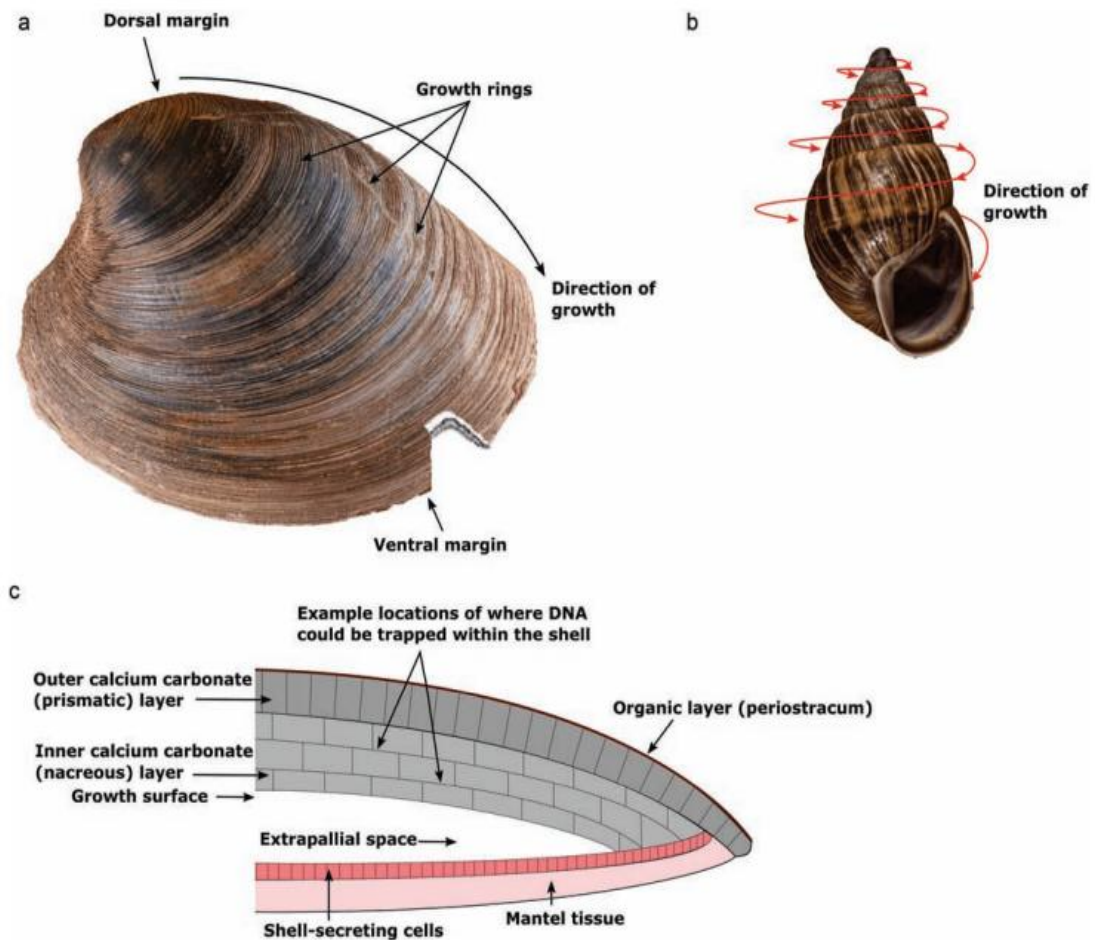 a
Dorsal margin
Growth rings
Direction of
growth
Ventral margin
b
Direction of
growth
c
Example locations of where DNA
could be trapped within the shell
Outer calcium carbonate
(prismatic) layer
Organic layer (periostracum)
Inner calcium carbonate
(nacreous) layer
Growth surface
Extrapallial space
Mantel tissue
Shell-secreting cells